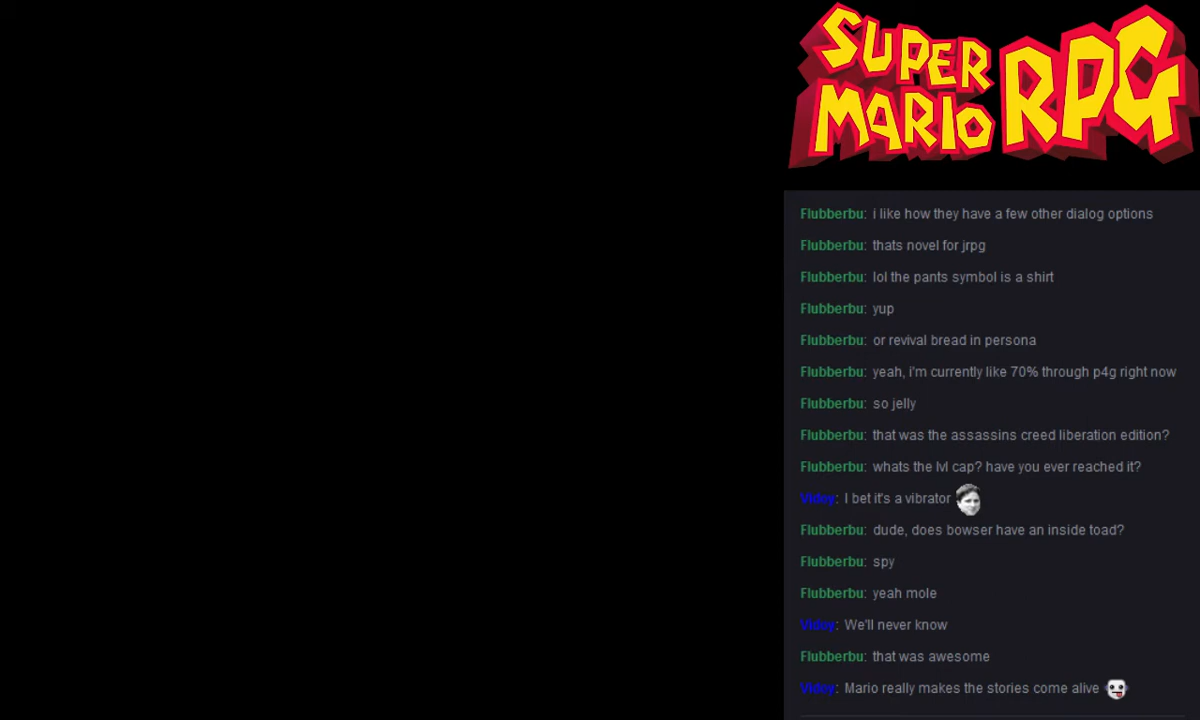 SUPER
MARIO RPG
Flubberbu: i like how they have a few other dialog options
Flubberbu: thats novel for jrpg
Flubberbu: lol the pants symbol is a shirt
Flubberbu: yup
Flubberbu: or revival bread in persona
Flubberbu: yeah, i'm currently like 70% through p4g right now
Flubberbu: so jelly
Flubberbu: that was the assassins creed liberation edition?
Flubberbu: whats the lvl cap? have you ever reached it?
Vidoy: I bet it's a vibrator
Flubberbu: dude, does bowser have an inside toad?
Flubberbu: spy
Flubberbu: yeah mole
Vidoy: We'll never know
Flubberbu: that was awesome
Vidoy: Mario really makes the stories come alive